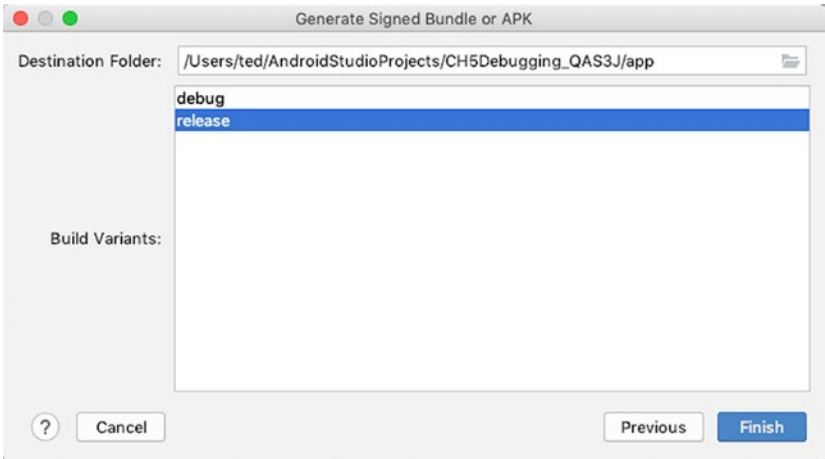 Generate Signed Bundle or APK
Destination Folder: /Users/ted/AndroidStudioProjects/CH5Debugging_QAS3J/app
debug
release
Build Variants:
? Cancel Previous Finish